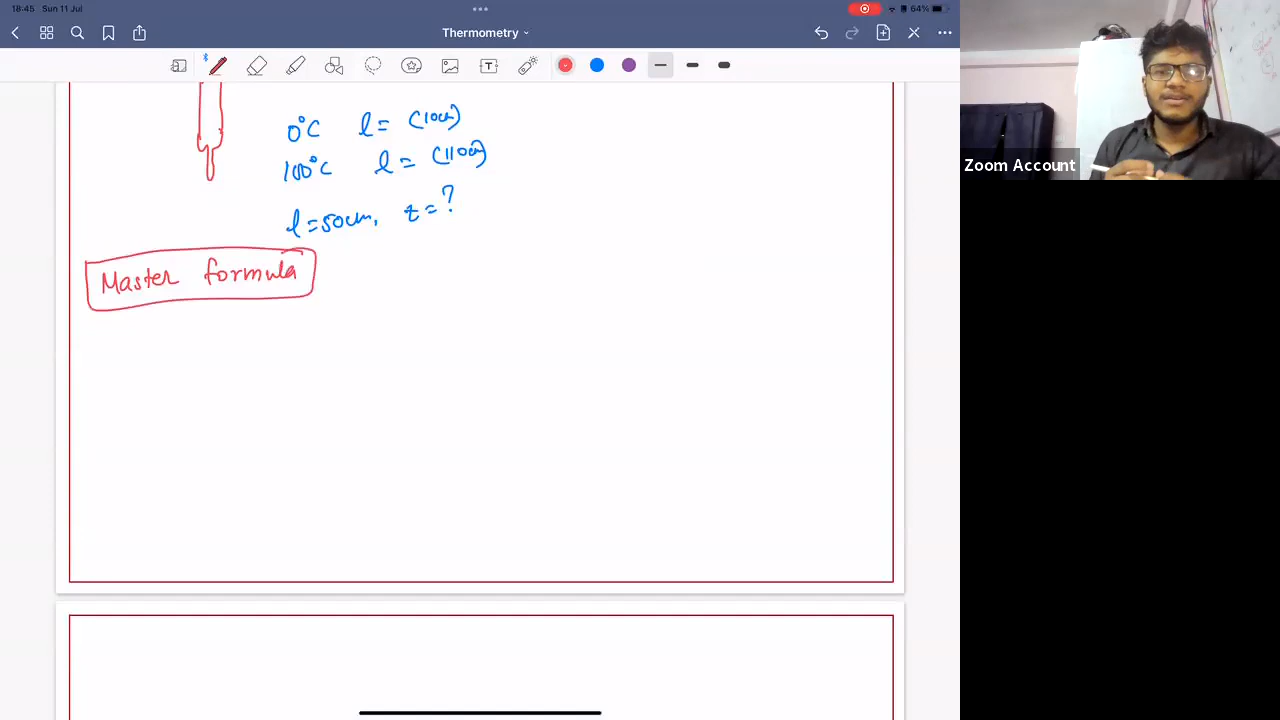 18:45 Sun 11 Jul
64%
Thermometry
0°C l= (10cm)
100°C l = (110cm)
l=50cm, t=?
Master formula
Zoom Account